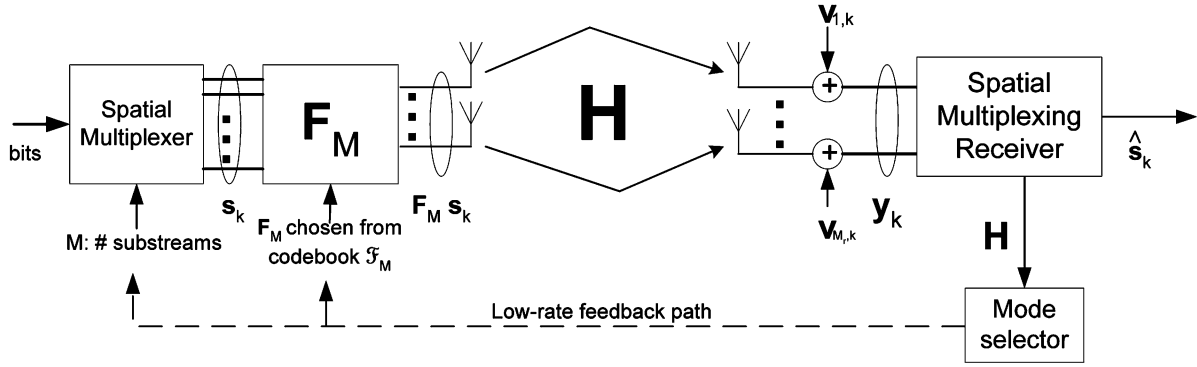 bits
Spatial
Multiplexer
s_k
F_M
F_M s_k
H
v_1,k
+
+
v_M_r,k
y_k
Spatial
Multiplexing
Receiver
ŝ_k
M: # substreams
F_M chosen from
codebook ℱ_M
H
Mode
selector
Low-rate feedback path